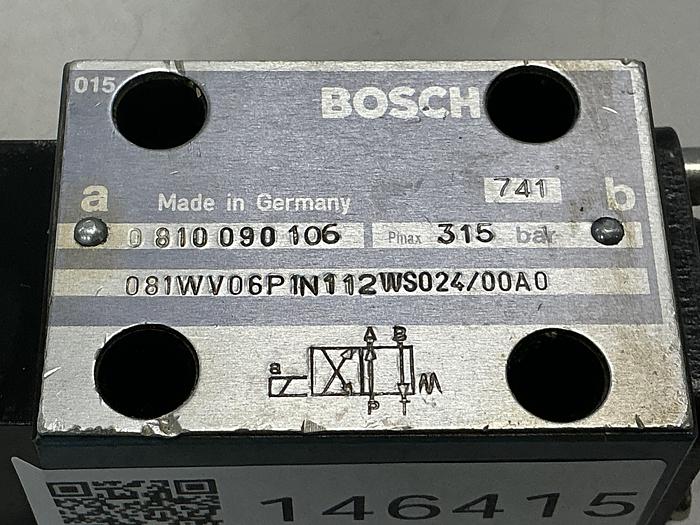 015 BOSCH
741
a Made in Germany b
0 810 090 106 Pmax 315 bar
081WV06P1N112WS024/00A0
A B
a
P T
146415